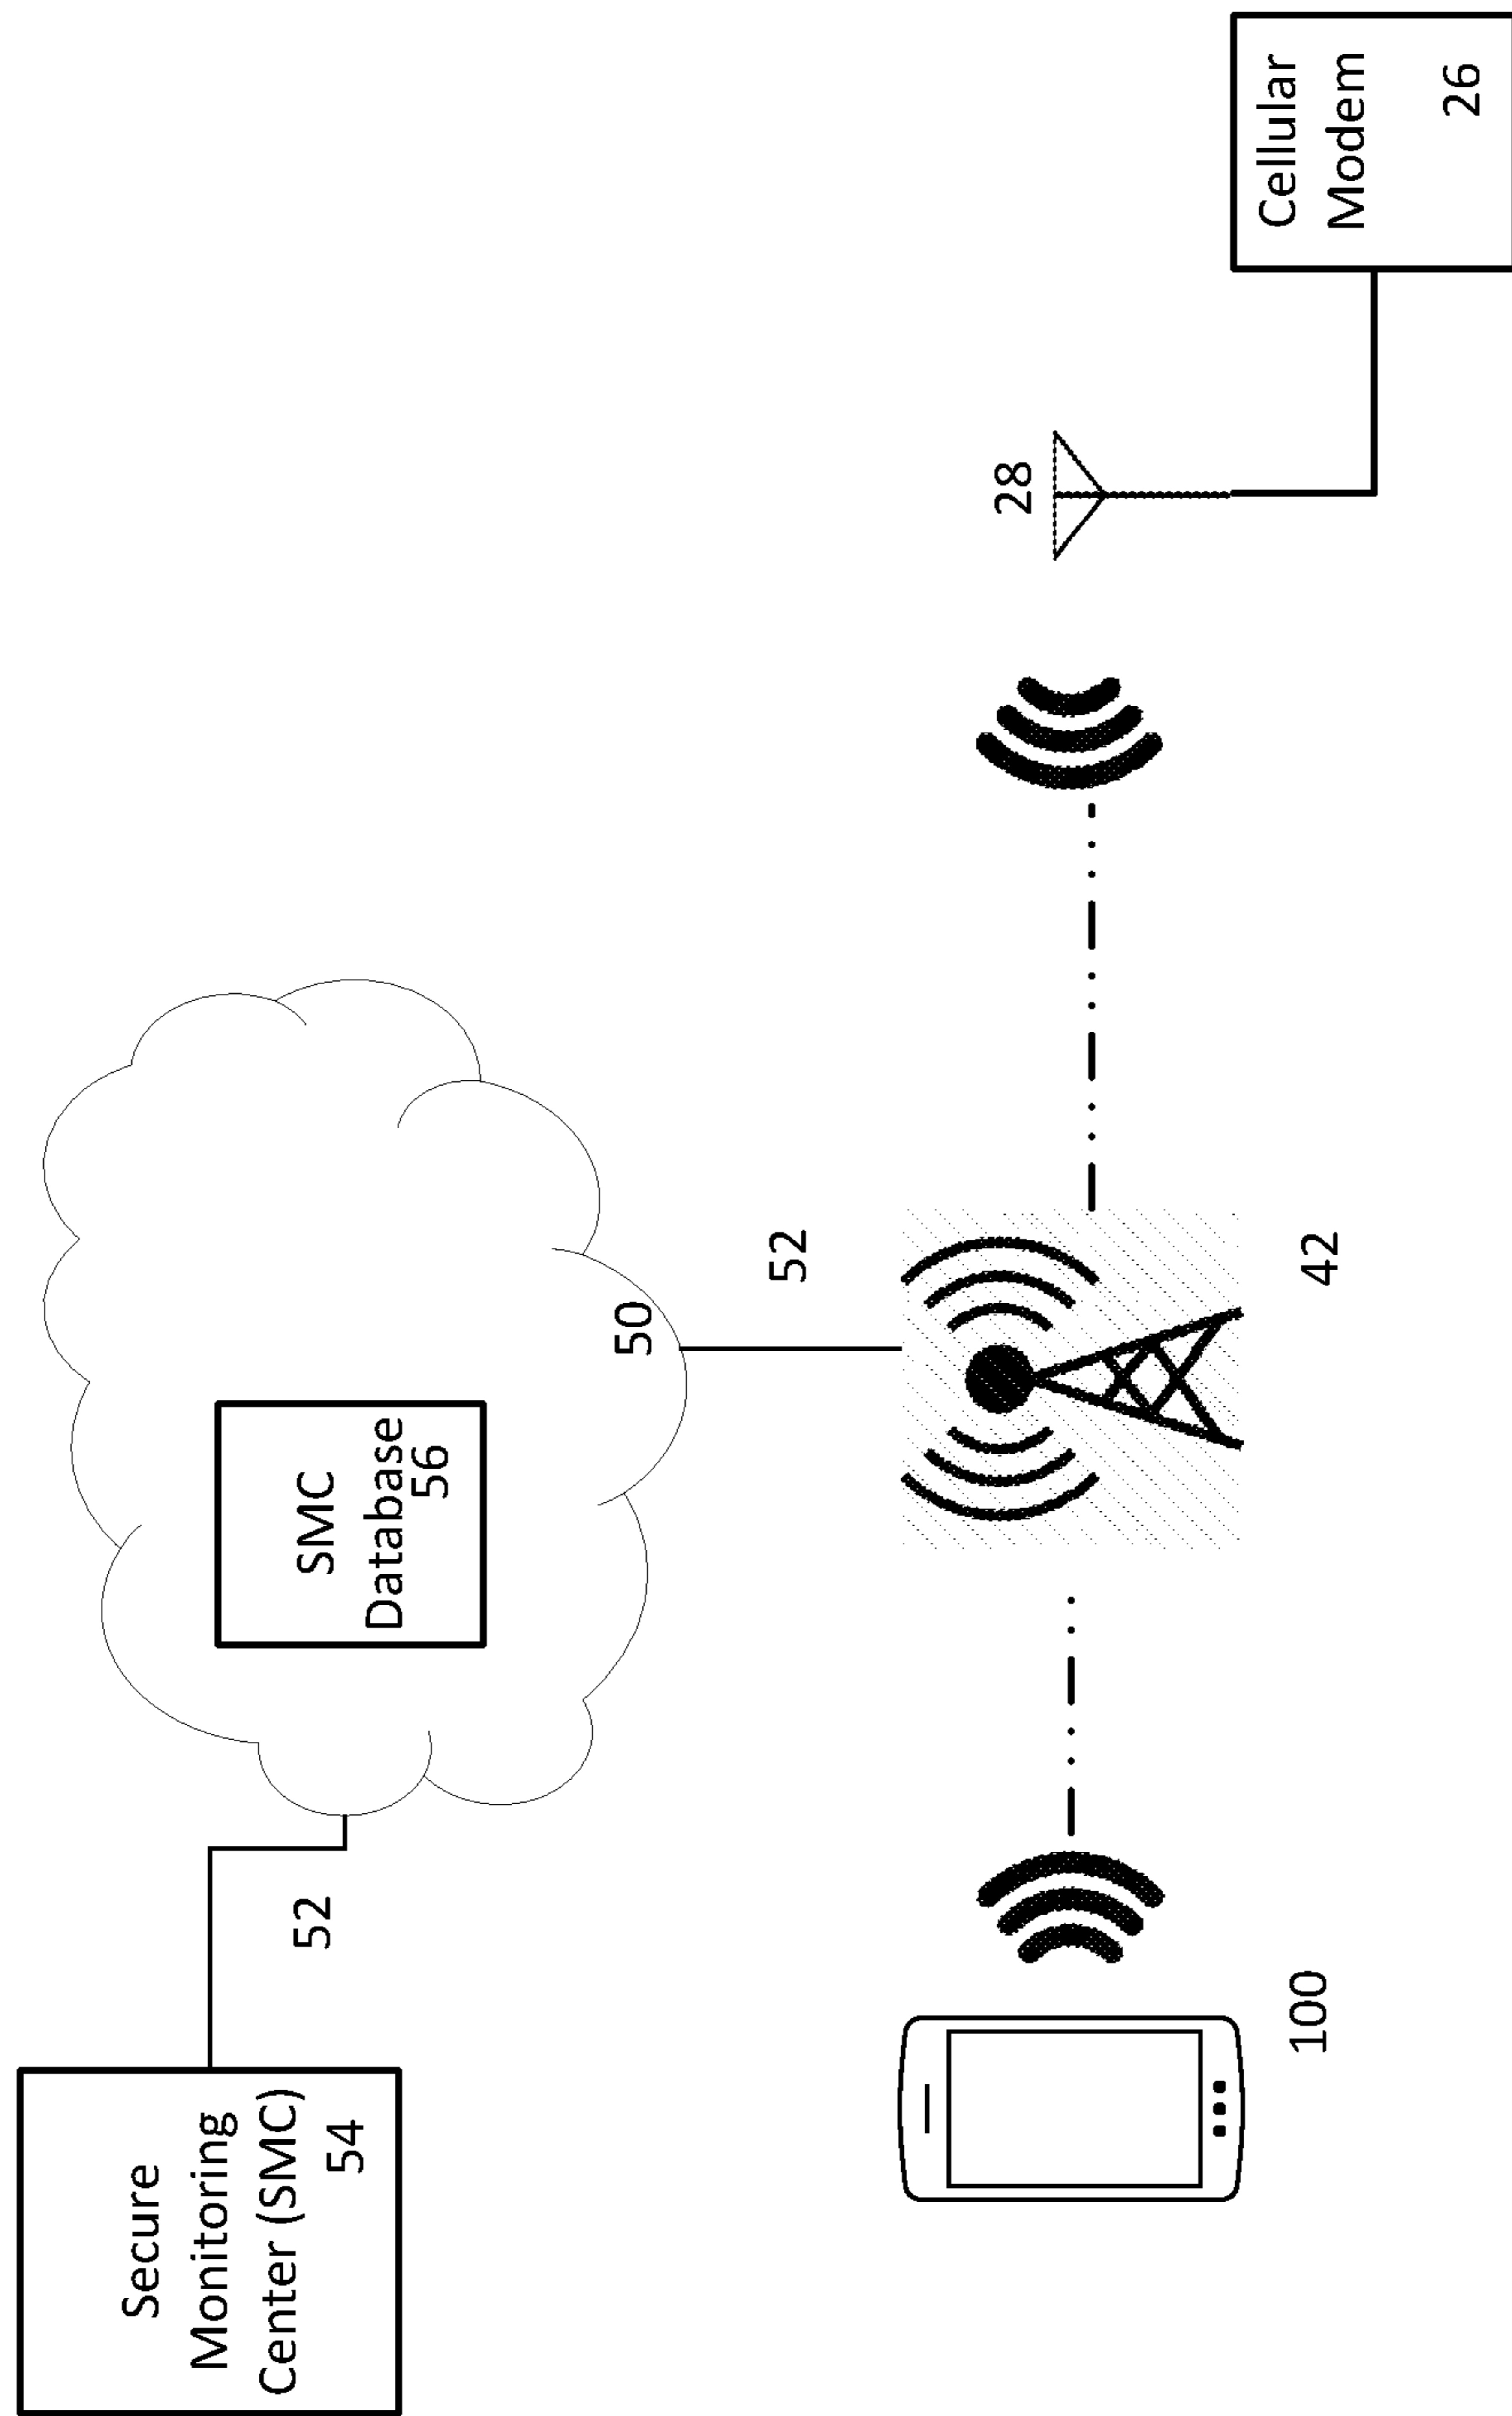 Secure
Monitoring
Center (SMC)
54
52
SMC
Database
56
50
52
100
42
28
Cellular
Modem
26